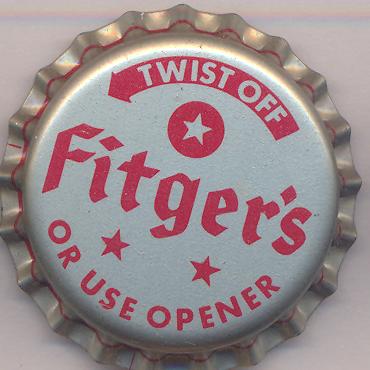 TWIST OFF
Fitger's
OR USE OPENER